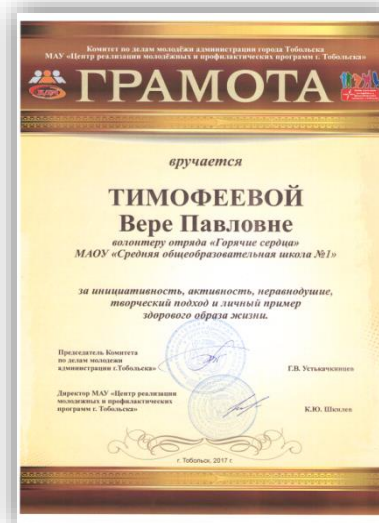 Комитет по делам молодёжи администрации города Тобольска
МАУ «Центр реализации молодёжных и профилактических программ г. Тобольска»
ГРАМОТА
вручается
ТИМОФЕЕВОЙ
Вере Павловне
волонтеру отряда «Горячие сердца»
МАОУ «Средняя общеобразовательная школа №1»
за инициативность, активность, неравнодушие,
творческий подход и личный пример
здорового образа жизни.
Председатель Комитета
по делам молодежи
администрации г.Тобольска»
Г.В.
Директор МАУ «Центр реализации
молодежных и профилактических
программ г. Тобольска»
К.Ю. Шкилев
г. Тобольск, 2017 г.